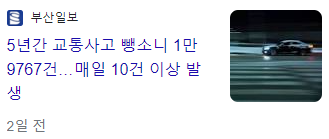 부산일보
5년간 교통사고 뺑소니 1만
9767건...매일 10건 이상 발
생
2일 전